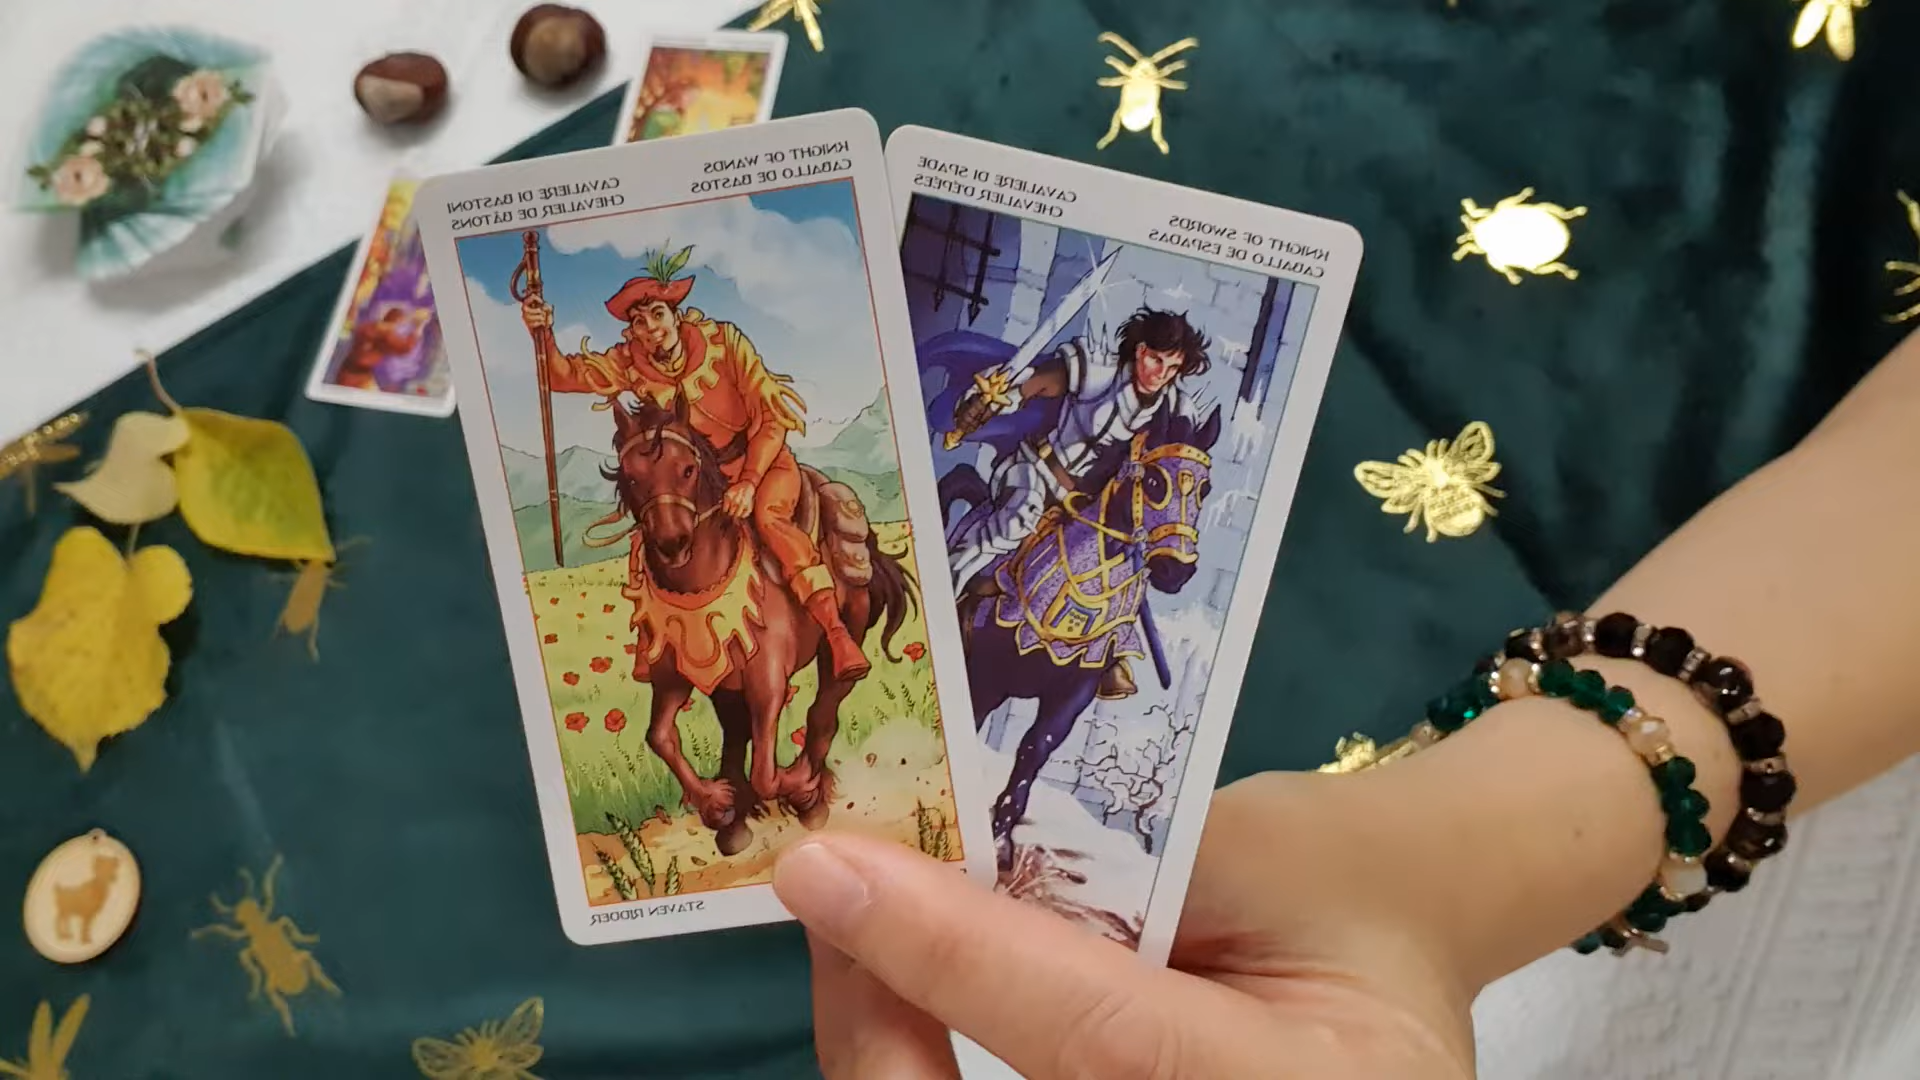 KNIGHT OF WANDS
CABALLO DE BASTOS
CAVALIERE DI BASTONI
CHEVALIER DE BÂTONS
STAVEN RIDDER
KNIGHT OF SWORDS
CABALLO DE ESPADAS
CAVALIERE DI SPADE
CHEVALIER D'ÉPÉES